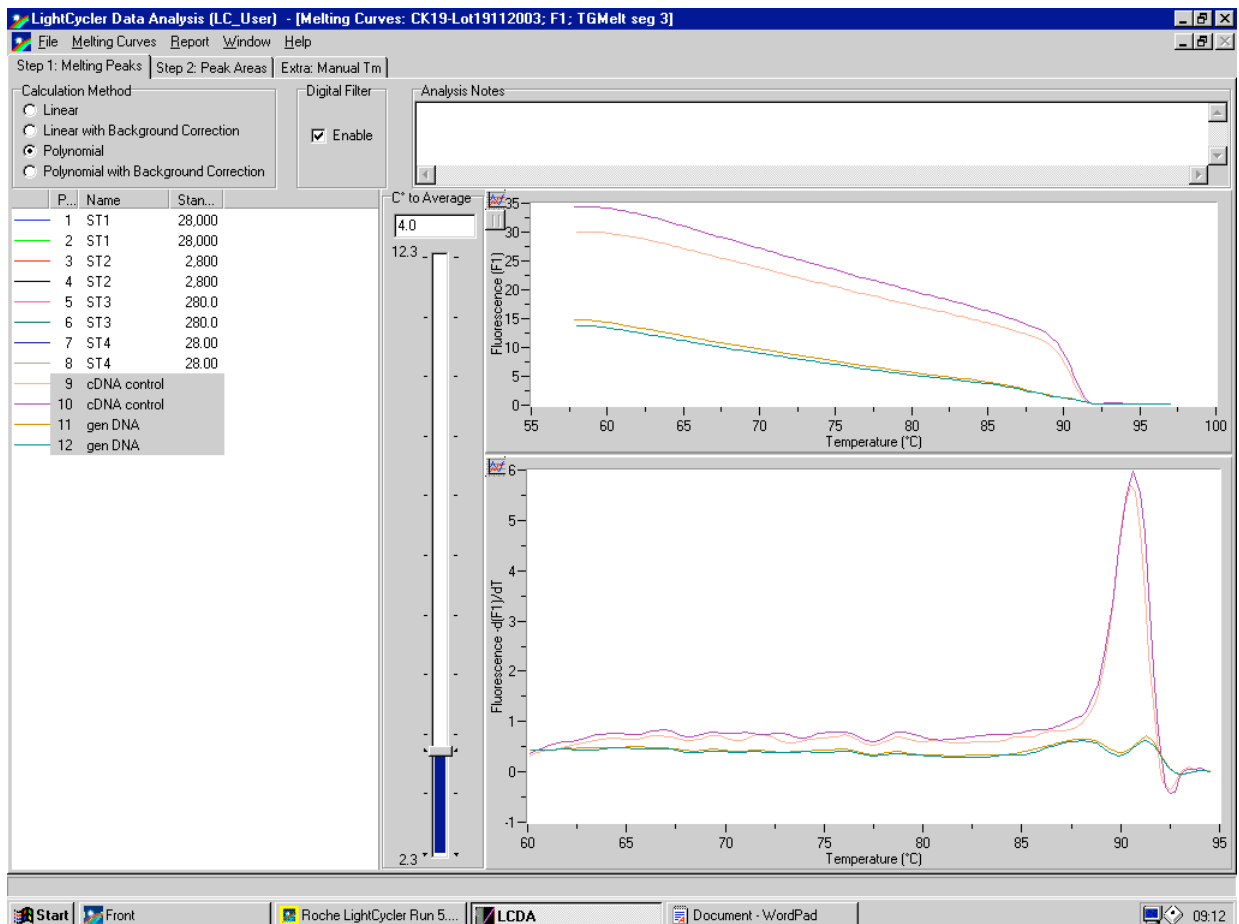 LightCycler Data Analysis (LC_User) - [Melting Curves: CK19-Lot19112003; F1; TGMelt seg 3]
File Melting Curves Report Window Help
Step 1: Melting Peaks Step 2: Peak Areas Extra: Manual Tm
Calculation Method
Linear
Linear with Background Correction
Polynomial
Polynomial with Background Correction
Digital Filter
Enable
Analysis Notes
P... Name Stan...
1 ST1 28,000
2 ST1 28,000
3 ST2 2,800
4 ST2 2,800
5 ST3 280.0
6 ST3 280.0
7 ST4 28.00
8 ST4 28.00
9 cDNA control
10 cDNA control
11 gen DNA
12 gen DNA
C° to Average
4.0
12.3
2.3
35
30
25
20
15
10
5
0
Fluorescence (F1)
55 60 65 70 75 80 85 90 95 100
Temperature (°C)
6
5
4
3
2
1
0
-1
Fluorescence -d(F1)/dT
60 65 70 75 80 85 90 95
Temperature (°C)
Start Front Roche LightCycler Run 5.... LCDA Document - WordPad 09:12